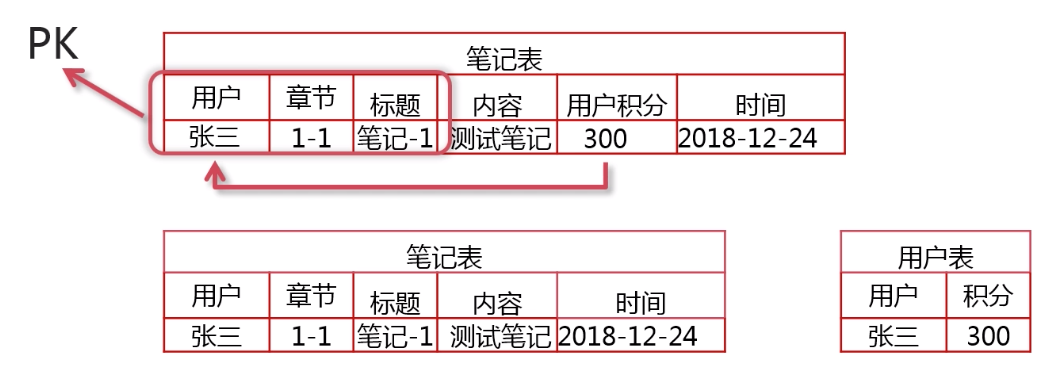 PK
笔记表
用户 章节 标题 内容 用户积分 时间
张三 1-1 笔记-1 测试笔记 300 2018-12-24
笔记表
用户 章节 标题 内容 时间
张三 1-1 笔记-1 测试笔记 2018-12-24
用户表
用户 积分
张三 300